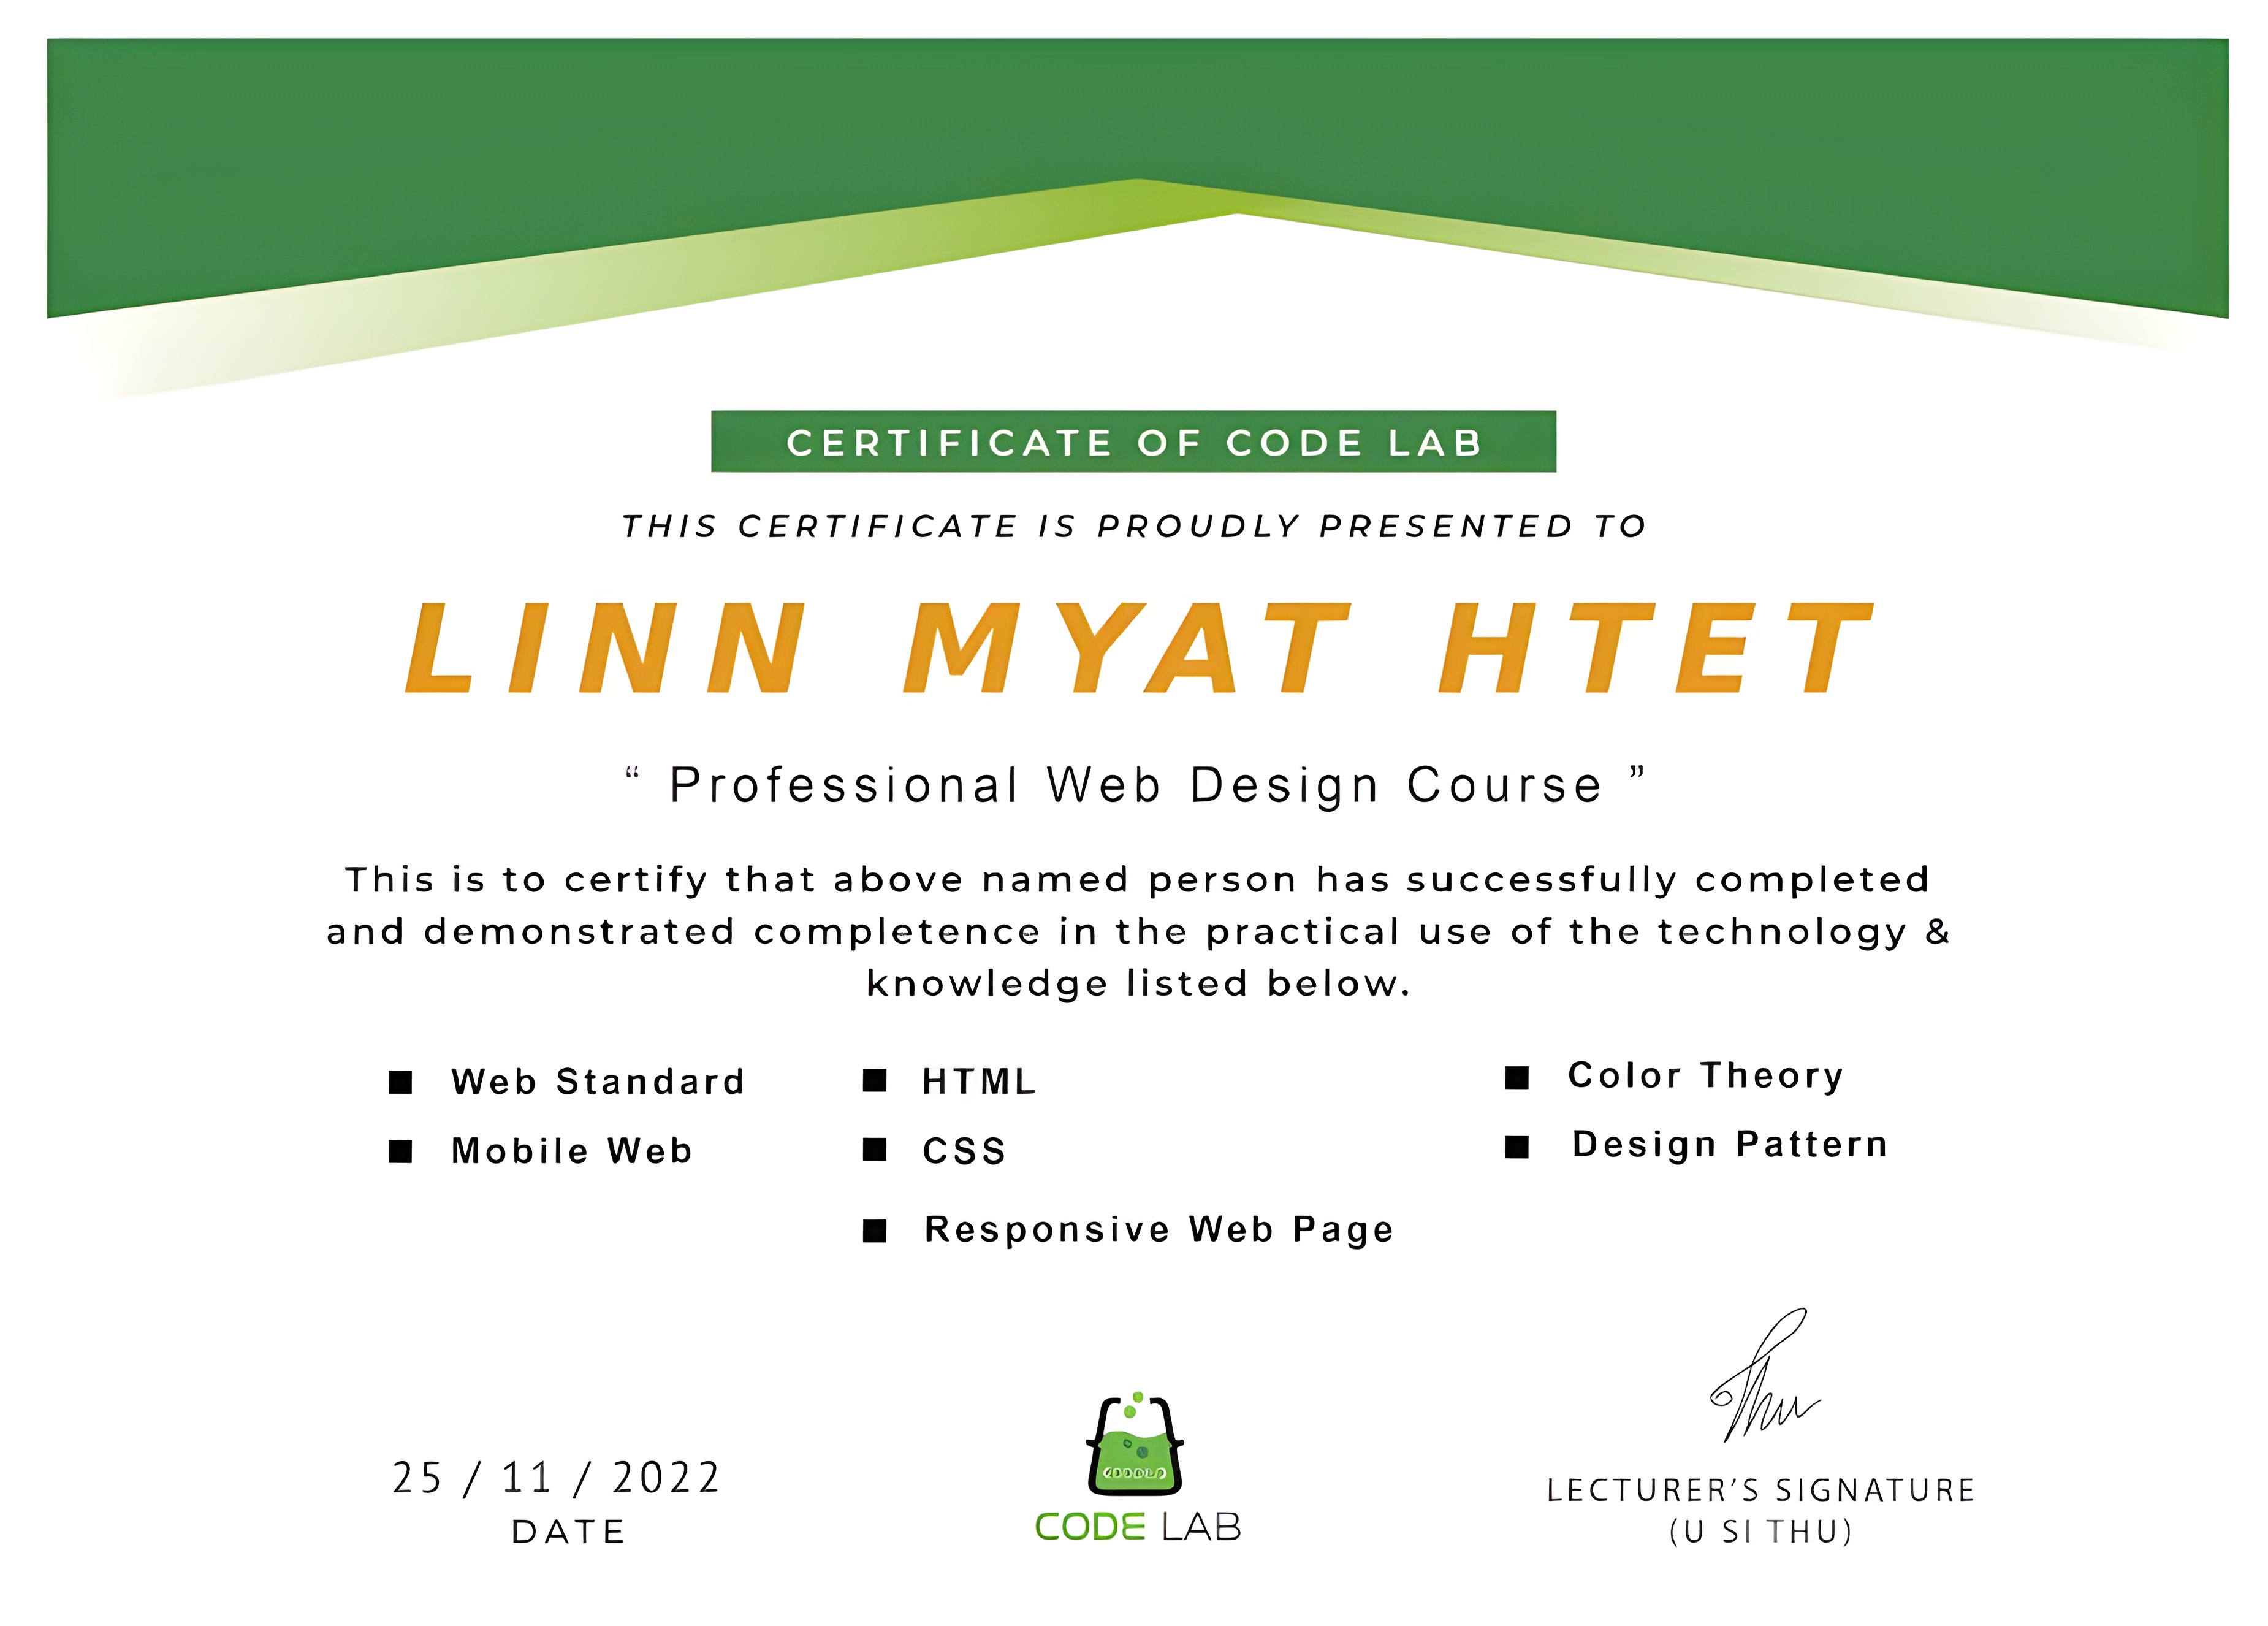 CERTIFICATE OF CODE LAB
THIS CERTIFICATE IS PROUDLY PRESENTED TO
LINN MYAT HTET
“ Professional Web Design Course ”
This is to certify that above named person has successfully completed
and demonstrated completence in the practical use of the technology &
knowledge listed below.
■ Web Standard
■ Mobile Web
■ HTML
■ CSS
■ Responsive Web Page
■ Color Theory
■ Design Pattern
25 / 11 / 2022
DATE
CODE LAB
Thu
LECTURER’S SIGNATURE
(U SI THU)